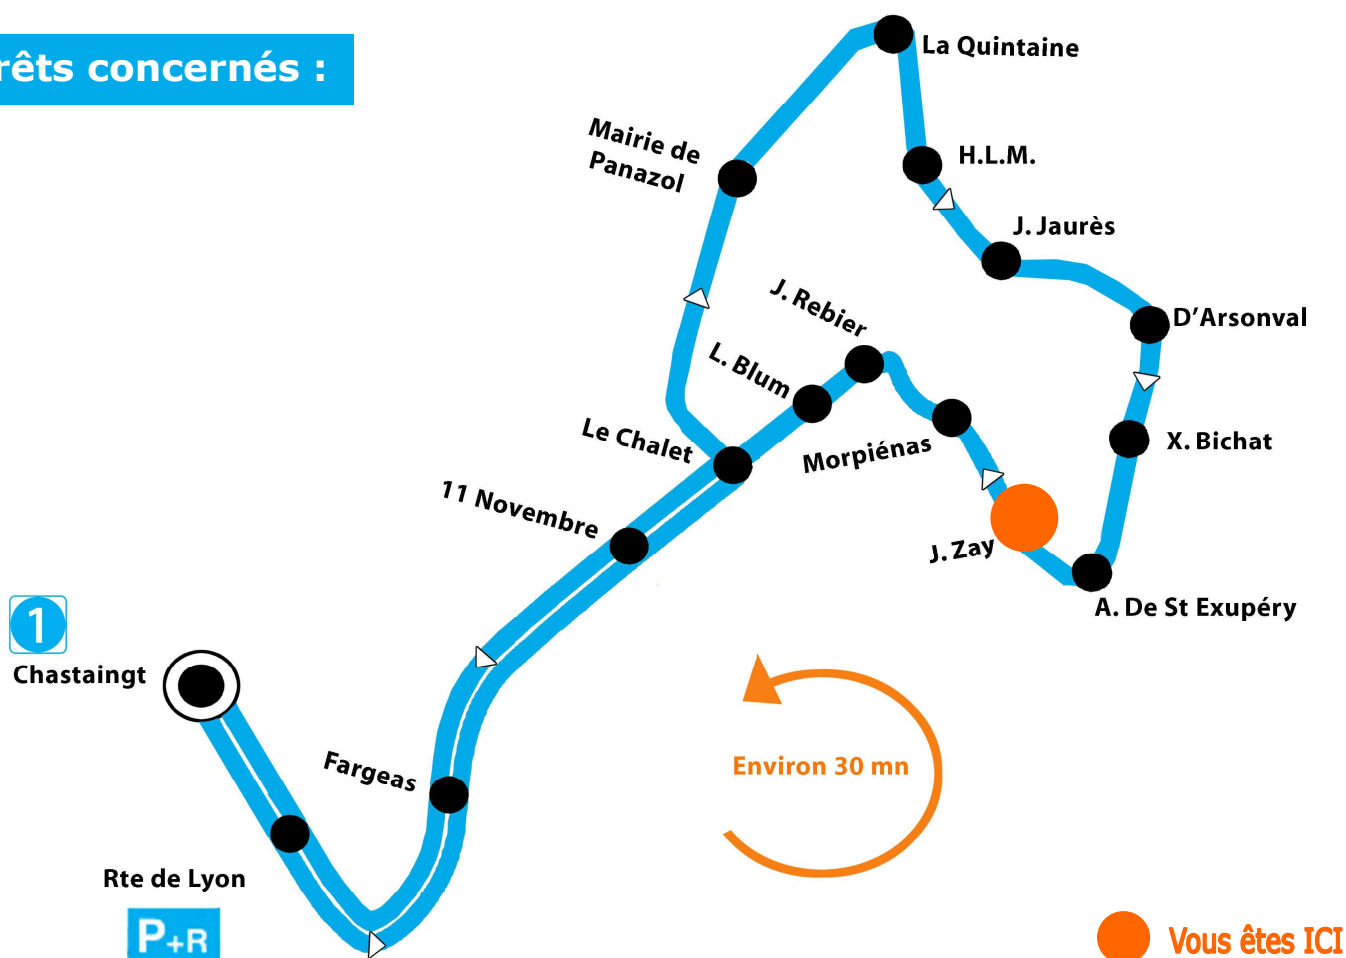 rêts concernés :
La Quintaine
Mairie de
Panazol
H.L.M.
J. Jaurès
J. Rebier
D'Arsonval
L. Blum
Le Chalet
Morpiénas
X. Bichat
11 Novembre
J. Zay
A. De St Exupéry
1
Chastaingt
Fargeas
Environ 30 mn
Rte de Lyon
P+R
Vous êtes ICI